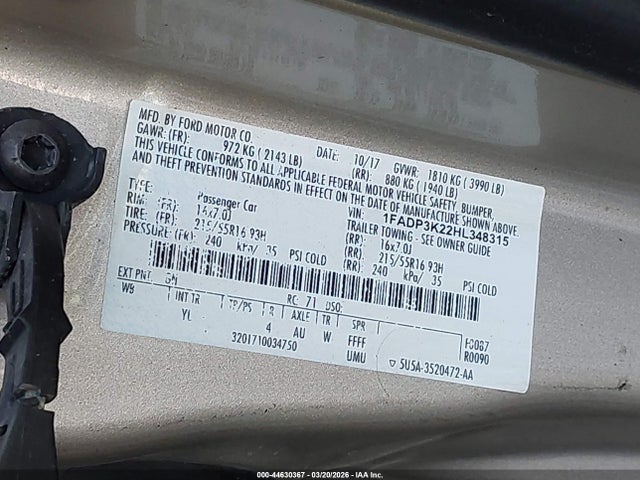 MFD. BY FORD MOTOR CO.
DATE: 10/17 GVWR: 1810 KG ( 3990 LB)
GAWR: (FR): 972 KG ( 2143 LB) (RR): 880 KG ( 1940 LB)
THIS VEHICLE CONFORMS TO ALL APPLICABLE FEDERAL MOTOR VEHICLE SAFETY, BUMPER,
AND THEFT PREVENTION STANDARDS IN EFFECT ON THE DATE OF MANUFACTURE SHOWN ABOVE.
VIN: 1FADP3K22HL348315
TYPE: Passenger Car TRAILER TOWING - SEE OWNER GUIDE
RIM: (FR): 16x7.0J (RR): 16x7.0J
TIRE: (FR): 215/55R16 93H (RR): 215/55R16 93H
PRESSURE: (FR): 240 kPa/ 35 PSI COLD (RR): 240 kPa/ 35 PSI COLD
EXT PNT: GN RC: 71 DSO:
WB INT TR TP/PS R AXLE TR SPR
YL 4 AU W FFFF F0087
UMU R0090
3201710034750 5U5A-3520472-AA
00-44630367 - 03/20/2026 - IAA Inc.